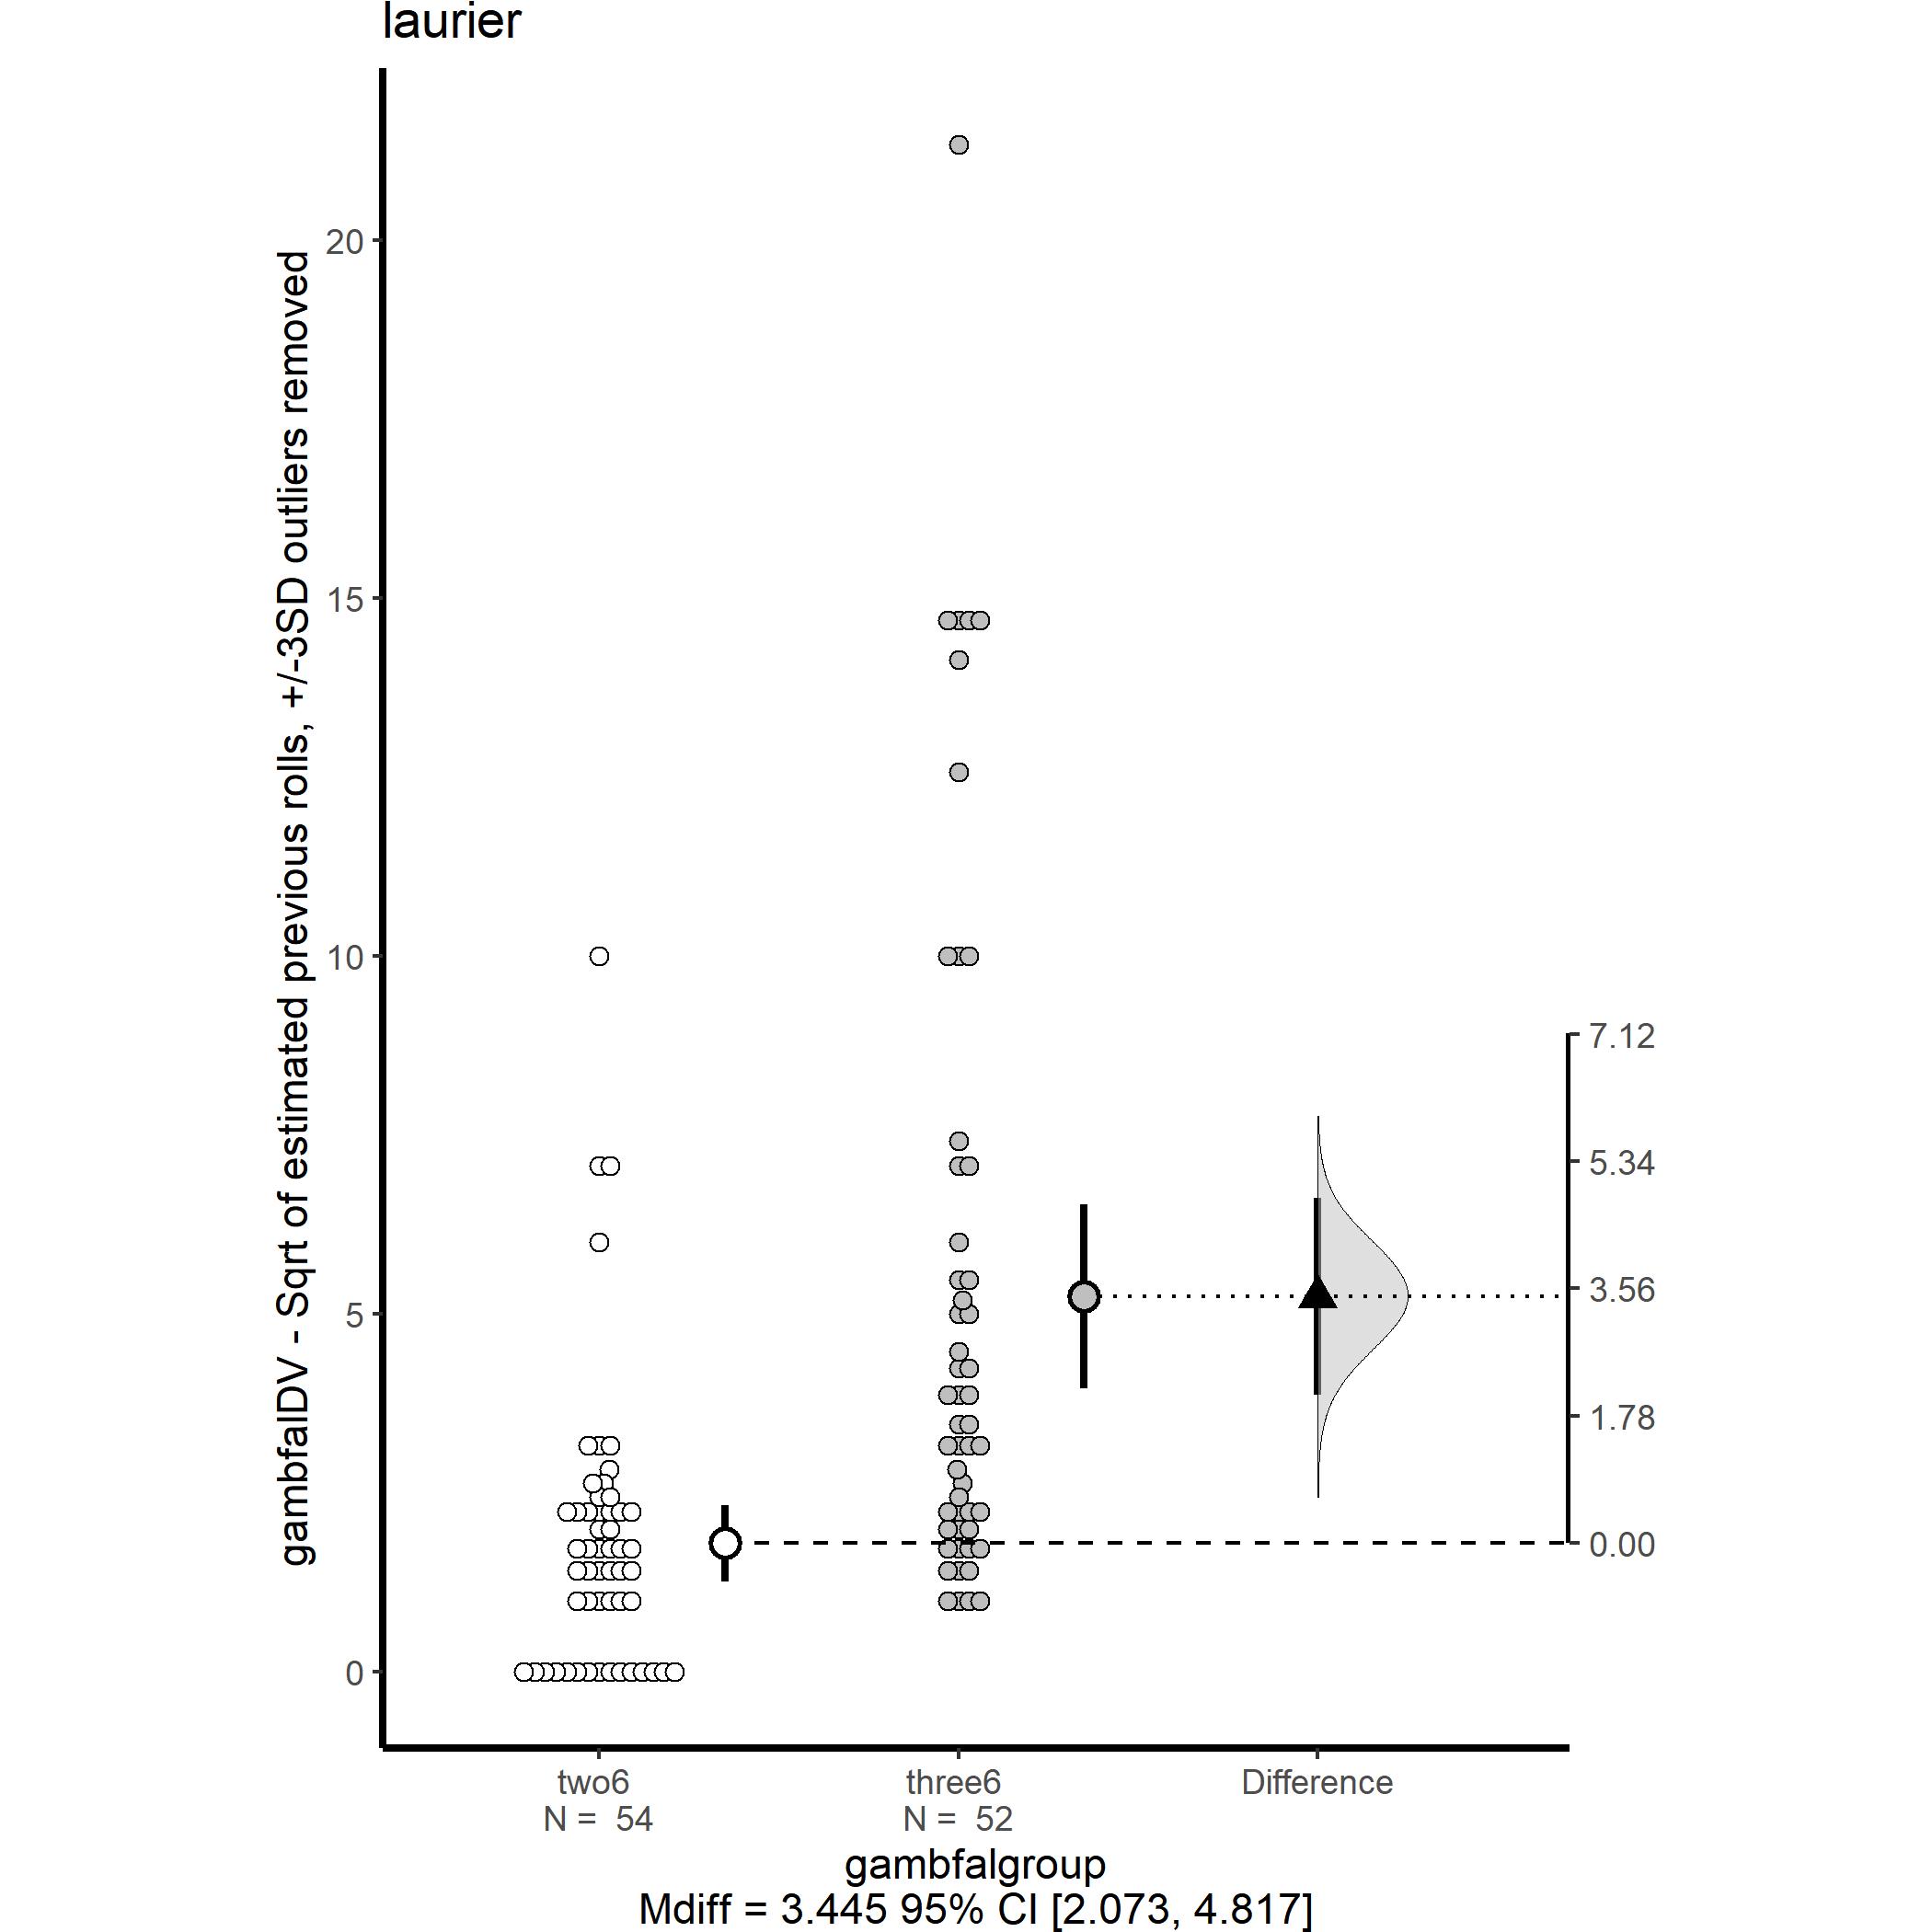 laurier
gambfalDV - Sqrt of estimated previous rolls, +/-3SD outliers removed
20
15
10
5
0
7.12
5.34
3.56
1.78
0.00
two6
N =  54
three6
N =  52
Difference
gambfalgroup
Mdiff = 3.445 95% CI [2.073, 4.817]